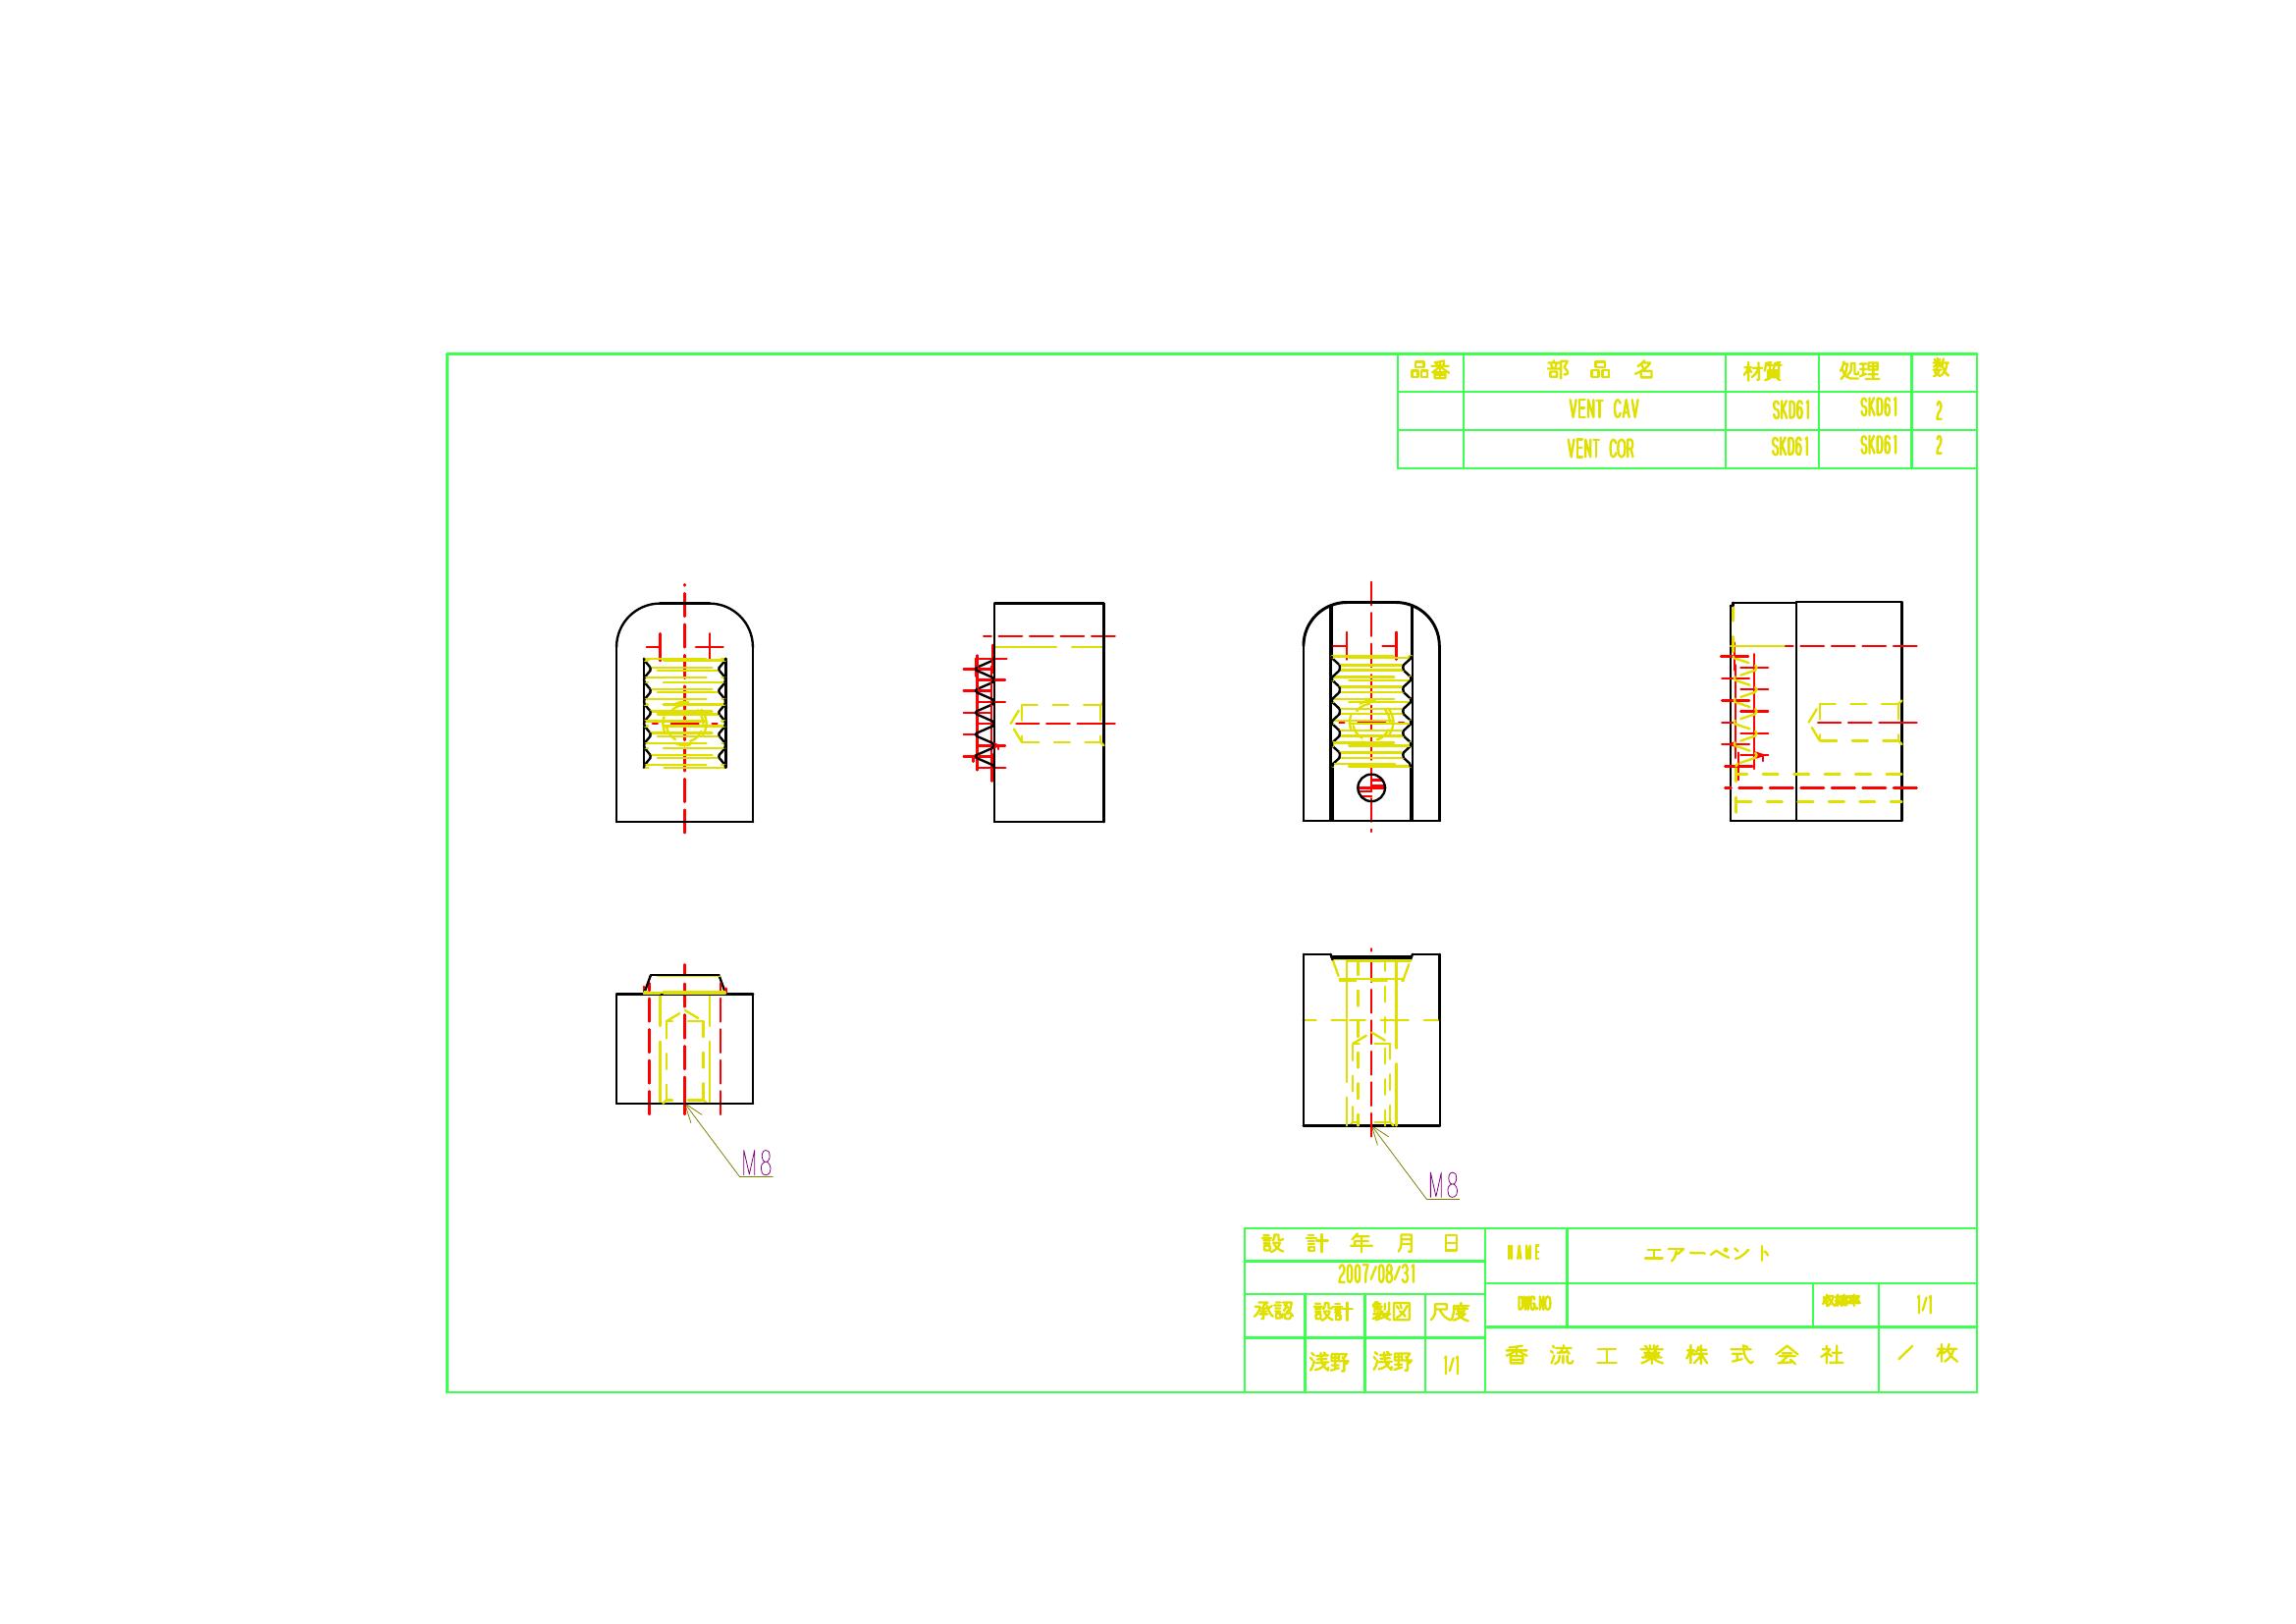 品番 部品名 材質 処理 数
VENT CAV SKD61 SKD61 2
VENT COR SKD61 SKD61 2
M8
M8
設計年月日 NAME エアーベント
2007/08/31
DWG.NO 収縮率 1/1
承認 設計 製図 尺度
浅野 浅野 1/1
香流工業株式会社 / 枚